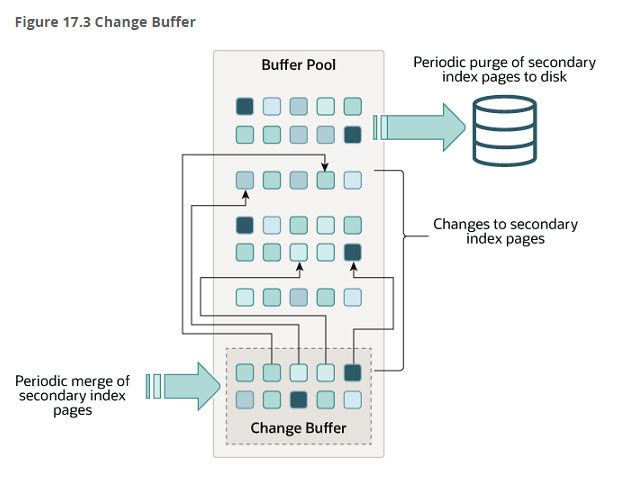 Figure 17.3 Change Buffer
Buffer Pool
Periodic purge of secondary
index pages to disk
Changes to secondary
index pages
Periodic merge of
secondary index
pages
Change Buffer